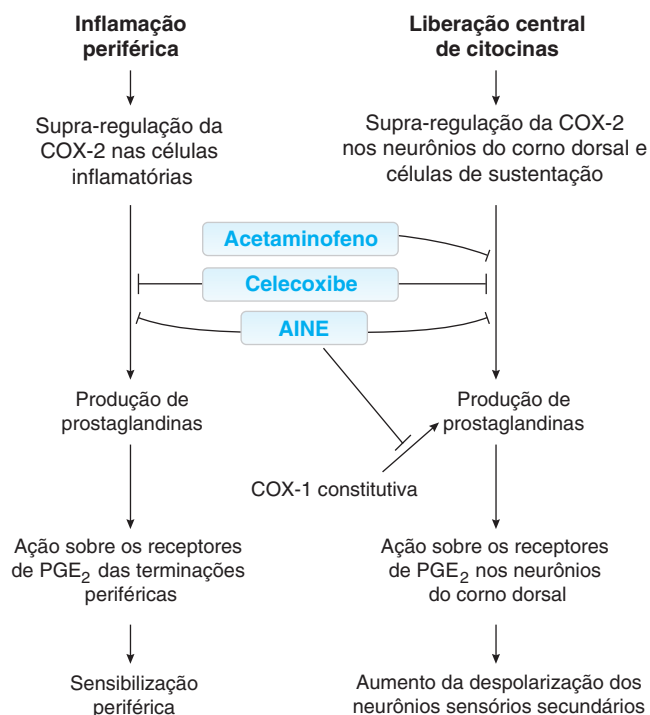 Inflamação
periférica
Liberação central
de citocinas
Supra-regulação da
COX-2 nas células
inflamatórias
Supra-regulação da COX-2
nos neurônios do corno dorsal e
células de sustentação
Acetaminofeno
Celecoxibe
AINE
Produção de
prostaglandinas
Produção de
prostaglandinas
COX-1 constitutiva
Ação sobre os receptores
de PGE₂ das terminações
periféricas
Ação sobre os receptores
de PGE₂ nos neurônios
do corno dorsal
Sensibilização
periférica
Aumento da despolarização dos
neurônios sensórios secundários